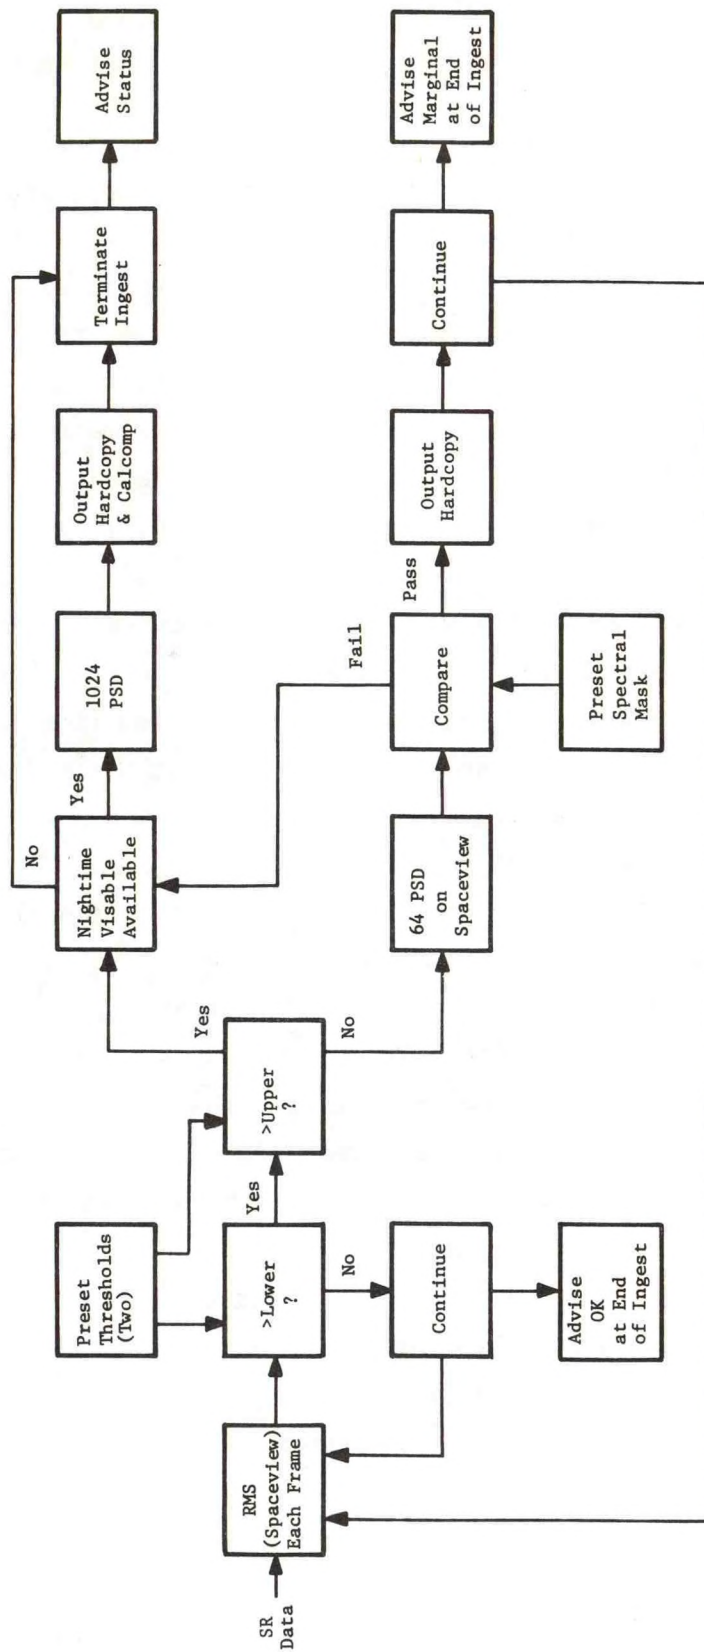 SR
Data
RMS
(Spaceview)
Each Frame
Preset
Thresholds
(Two)
>Lower
?
Yes
No
Continue
Advise
OK
at End
of Ingest
>Upper
?
Yes
No
Nightime
Visable
Available
No
Yes
1024
PSD
Output
Hardcopy
& Calcomp
Terminate
Ingest
Advise
Status
64 PSD
on
Spaceview
Compare
Fail
Pass
Preset
Spectral
Mask
Output
Hardcopy
Continue
Advise
Marginal
at End
of Ingest